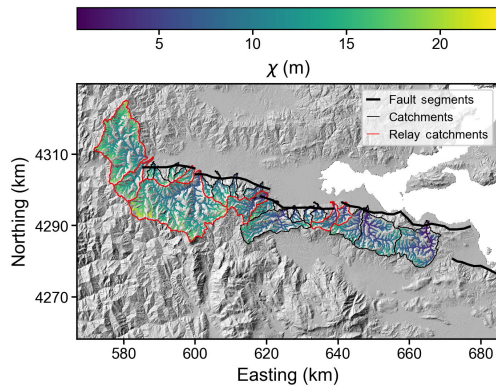 5 10 15 20
χ (m)
Fault segments
Catchments
Relay catchments
4310
4290
4270
Northing (km)
580 600 620 640 660 680
Easting (km)